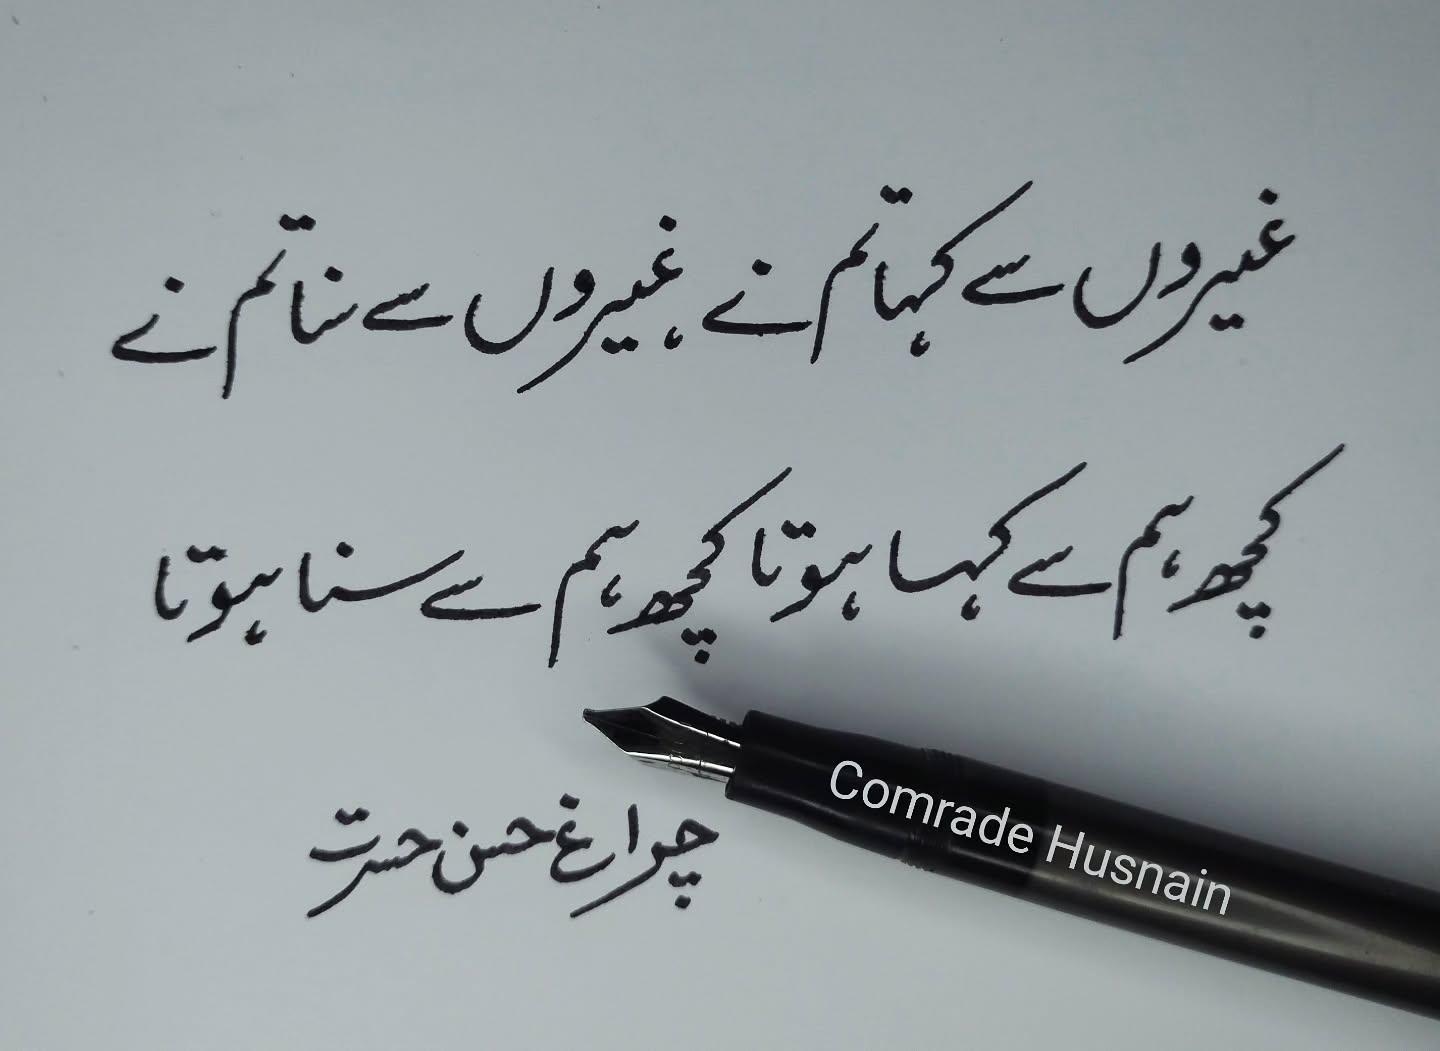 غیروں سے کہا تم نے ، غیروں سے سنا تم نے
کچھ ہم سے کہا ہوتا کچھ ہم سے سنا ہوتا
چراغ حسن حسرت
Comrade Husnain